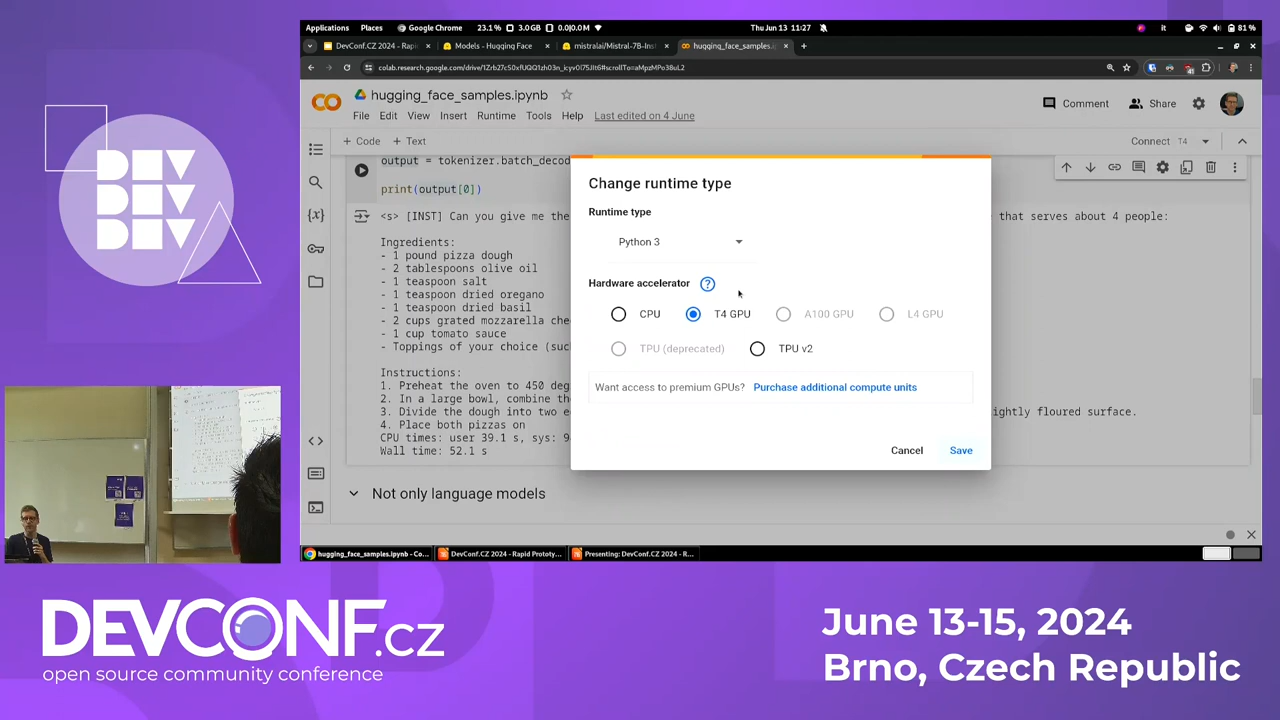 Applications Places Google Chrome 23.1 % 3.0GB 0.0|0.0M Thu Jun 13 11:27 it 81 %
DevConf.CZ 2024 - Rapi
Models - Hugging Face
mistralai/Mistral-7B-Ins
hugging_face_samples.ip
hugging_face_samples.ipynb
File Edit View Insert Runtime Tools Help Last edited on 4 June
Comment Share
+ Code + Text
Connect T4
output = tokenizer.batch_decod
print(output[0])
<s> [INST] Can you give me the
that serves about 4 people:
Ingredients:
- 1 pound pizza dough
- 2 tablespoons olive oil
- 1 teaspoon salt
- 1 teaspoon dried oregano
- 1 teaspoon dried basil
- 2 cups grated mozzarella che
- 1 cup tomato sauce
- Toppings of your choice (suc
Instructions:
1. Preheat the oven to 450 deg
2. In a large bowl, combine th
3. Divide the dough into two e
ightly floured surface.
4. Place both pizzas on
CPU times: user 39.1 s, sys: 9
Wall time: 52.1 s
Not only language models
Change runtime type
Runtime type
Python 3
Hardware accelerator ?
CPU T4 GPU A100 GPU L4 GPU
TPU (deprecated) TPU v2
Want access to premium GPUs? Purchase additional compute units
Cancel Save
hugging_face_samples.ipynb - Co...
DevConf.CZ 2024 - Rapid Prototy...
Presenting: DevConf.CZ 2024 - R...
DEV
DEV
DEV
DEVCONF.cz
open source community conference
June 13-15, 2024
Brno, Czech Republic